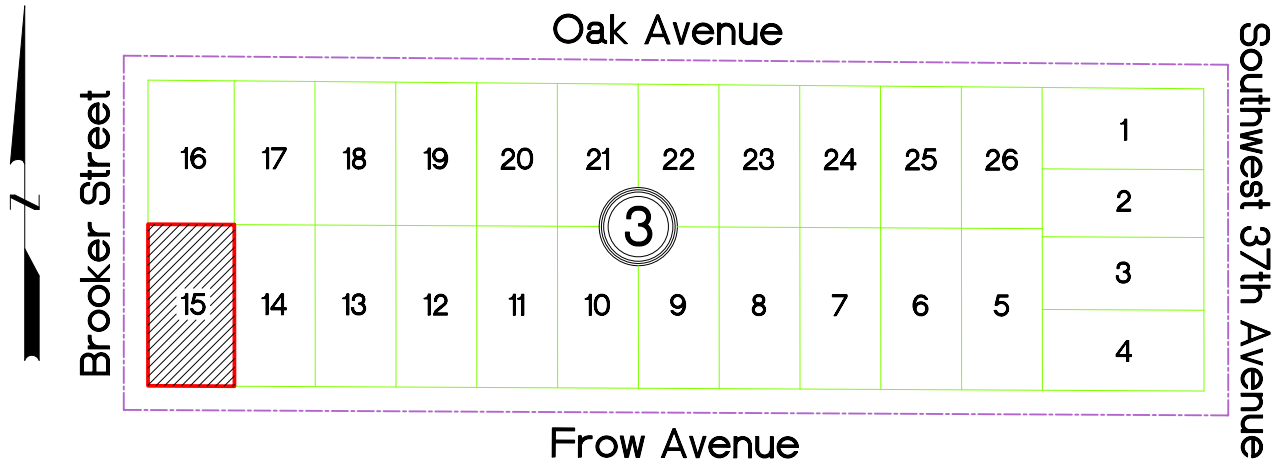 Oak Avenue
Brooker Street
Southwest 37th Avenue
N
16 17 18 19 20 21 22 23 24 25 26
1
2
3
3
15 14 13 12 11 10 9 8 7 6 5
4
Frow Avenue